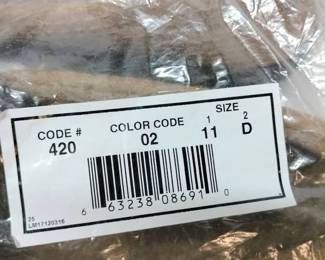 CODE # COLOR CODE SIZE
1 2
420 02 11 D
6 63238 08691 0
25
LM17120316